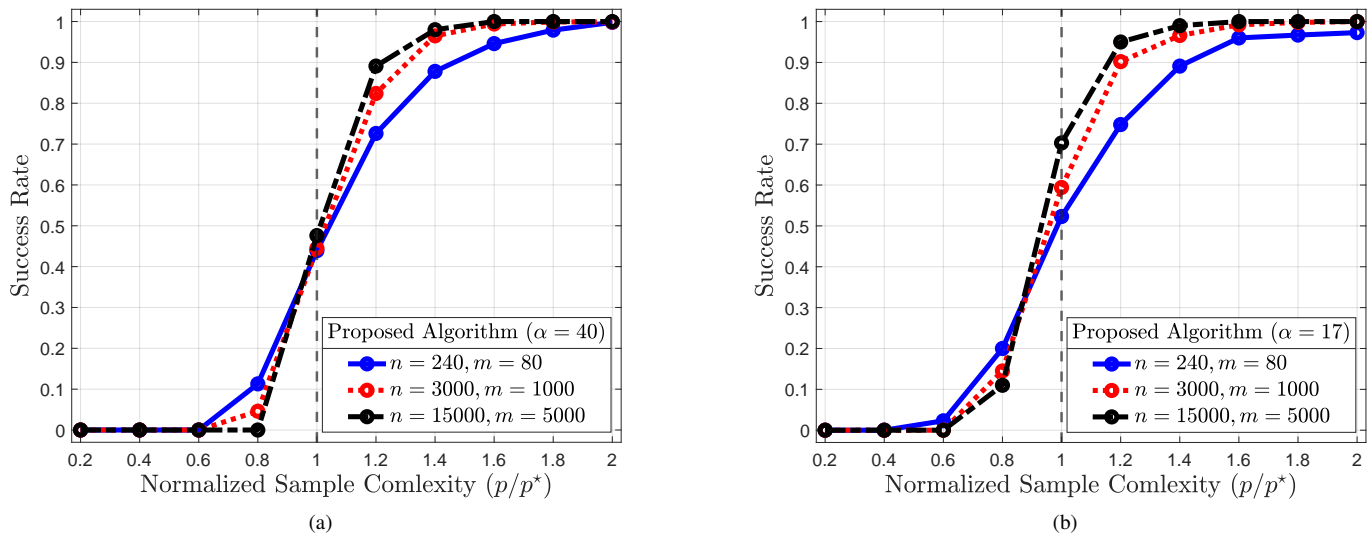 1
0.9
0.8
0.7
0.6
0.5
0.4
0.3
0.2
0.1
0
Success Rate
Proposed Algorithm (α = 40)
n = 240, m = 80
n = 3000, m = 1000
n = 15000, m = 5000
0.2 0.4 0.6 0.8 1 1.2 1.4 1.6 1.8 2
Normalized Sample Comlexity (p/p⋆)
(a)
1
0.9
0.8
0.7
0.6
0.5
0.4
0.3
0.2
0.1
0
Success Rate
Proposed Algorithm (α = 17)
n = 240, m = 80
n = 3000, m = 1000
n = 15000, m = 5000
0.2 0.4 0.6 0.8 1 1.2 1.4 1.6 1.8 2
Normalized Sample Comlexity (p/p⋆)
(b)